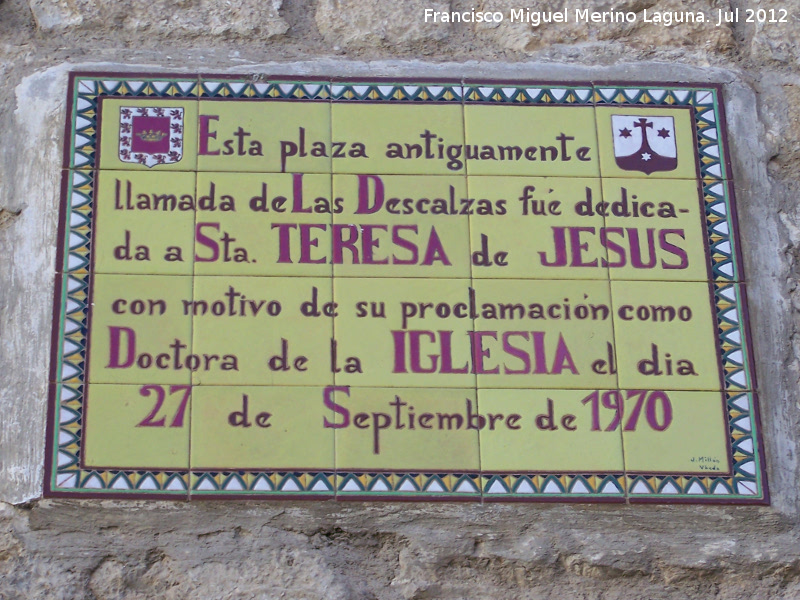 Francisco Miguel Merino Laguna. Jul 2012
Esta plaza antiguamente
llamada de Las Descalzas fué dedica-
da a Sta. TERESA de JESUS
con motivo de su proclamación como
Doctora de la IGLESIA el dia
27 de Septiembre de 1970